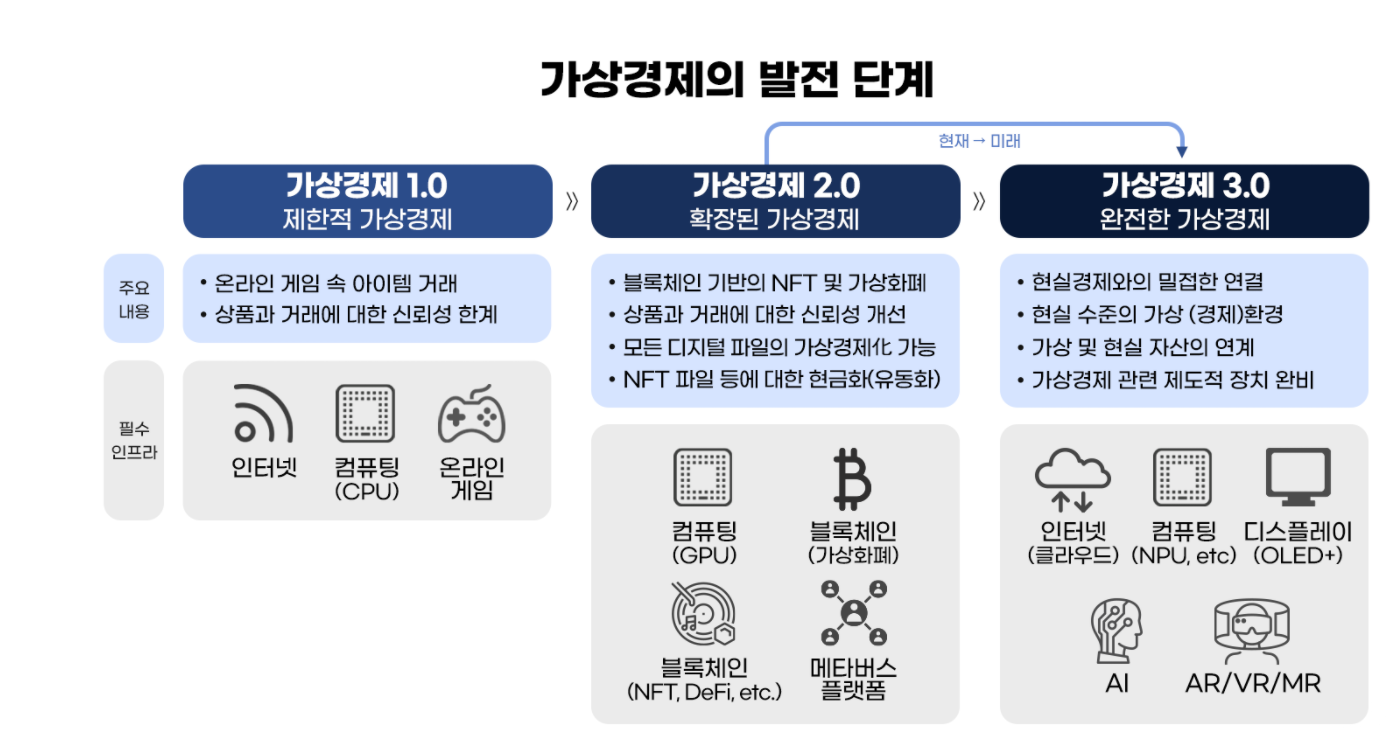 가상경제의 발전 단계
현재 → 미래
가상경제 1.0
제한적 가상경제
》
가상경제 2.0
확장된 가상경제
》
가상경제 3.0
완전한 가상경제
주요
내용
• 온라인 게임 속 아이템 거래
• 상품과 거래에 대한 신뢰성 한계
• 블록체인 기반의 NFT 및 가상화폐
• 상품과 거래에 대한 신뢰성 개선
• 모든 디지털 파일의 가상경제化 가능
• NFT 파일 등에 대한 현금화(유동화)
• 현실경제와의 밀접한 연결
• 현실 수준의 가상 (경제)환경
• 가상 및 현실 자산의 연계
• 가상경제 관련 제도적 장치 완비
필수
인프라
인터넷
컴퓨팅
(CPU)
온라인
게임
컴퓨팅
(GPU)
블록체인
(가상화폐)
블록체인
(NFT, DeFi, etc.)
메타버스
플랫폼
인터넷
(클라우드)
컴퓨팅
(NPU, etc)
디스플레이
(OLED+)
AI
AR/VR/MR